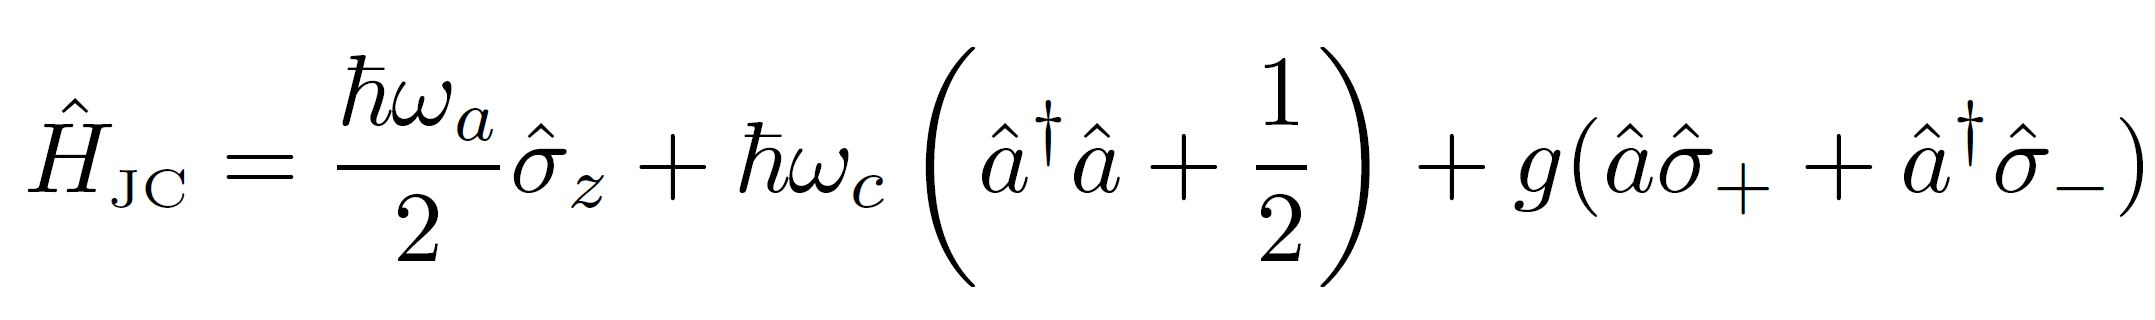 Ĥ_JC = ħω_a/2 σ̂_z + ħω_c (â†â + 1/2) + g(âσ̂_+ + â†σ̂_−)